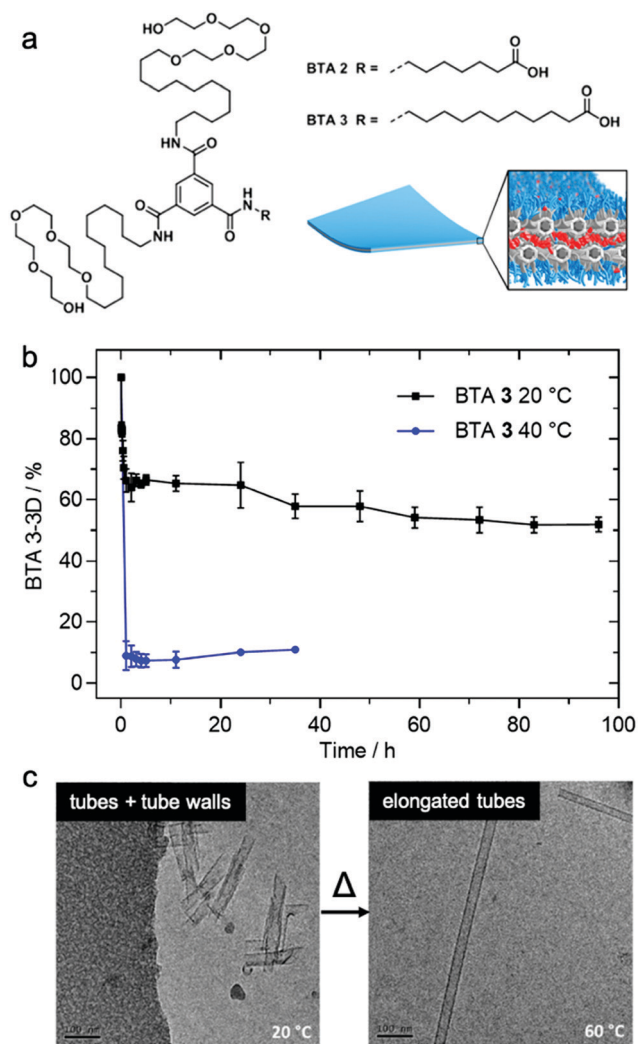 a
HO
O
O
O
O
BTA 2 R =
O
OH
BTA 3 R =
O
OH
NH
O
O
O
H
N
R
NH
O
O
O
O
OH
b
BTA 3-3D / %
100
80
60
40
20
0
BTA 3 20 °C
BTA 3 40 °C
0 20 40 60 80 100
Time / h
c
tubes + tube walls
100 nm
20 °C
Δ
elongated tubes
100 nm
60 °C